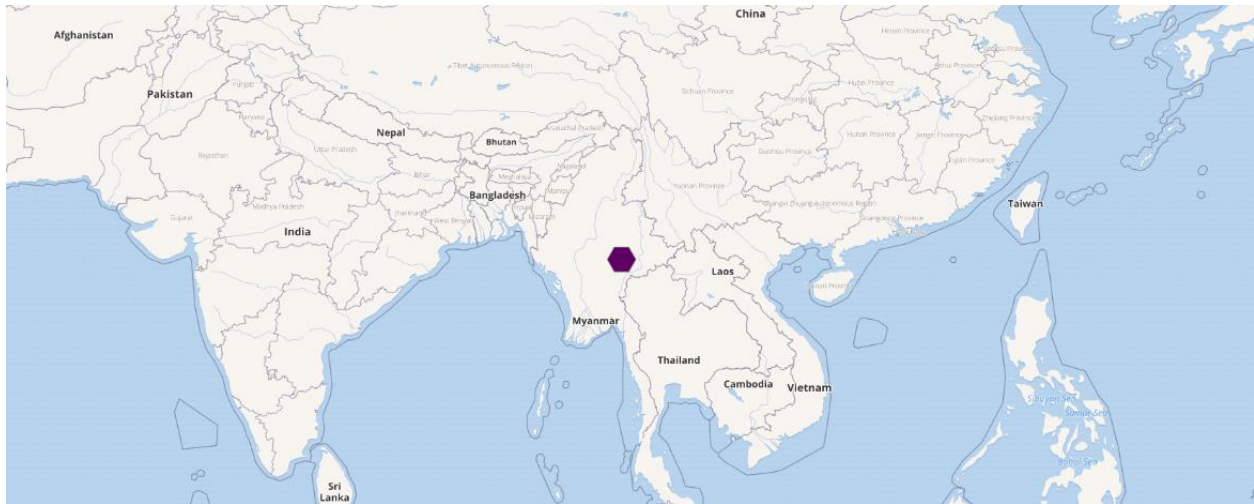 China
Afghanistan
Henan Province
Tibet Autonomous Region
Sichuan Province
Hubei Province
Pakistan
Punjab
Haryana
Nepal
Bhutan
Arunachal Pradesh
Zhejiang Province
Rajasthan
Uttar Pradesh
Hunan Province
Jiangxi Province
Guizhou Province
Fujian Province
Bihar
Meghalaya
Nagaland
Manipur
Yunnan Province
Bangladesh
Mizoram
Taiwan
Gujarat
Madhya Pradesh
Jharkhand
West Bengal
Guangxi Zhuang Autonomous Region
Guangdong Province
India
Laos
Hainan Province
Myanmar
Thailand
Cambodia
Vietnam
Sibuyan Sea
Samar Sea
Bohol Sea
Sri
Lanka